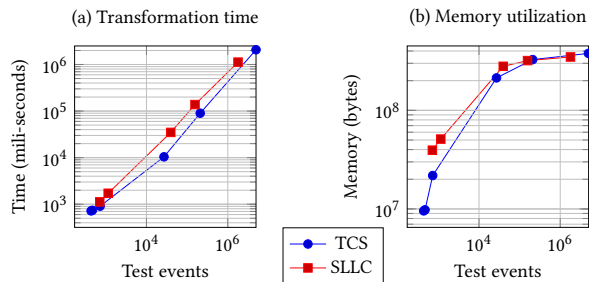 (a) Transformation time
Time (mili-seconds)
10^6
10^5
10^4
10^3
10^4 10^6
Test events
TCS
SLLC
(b) Memory utilization
Memory (bytes)
10^8
10^7
10^4 10^6
Test events